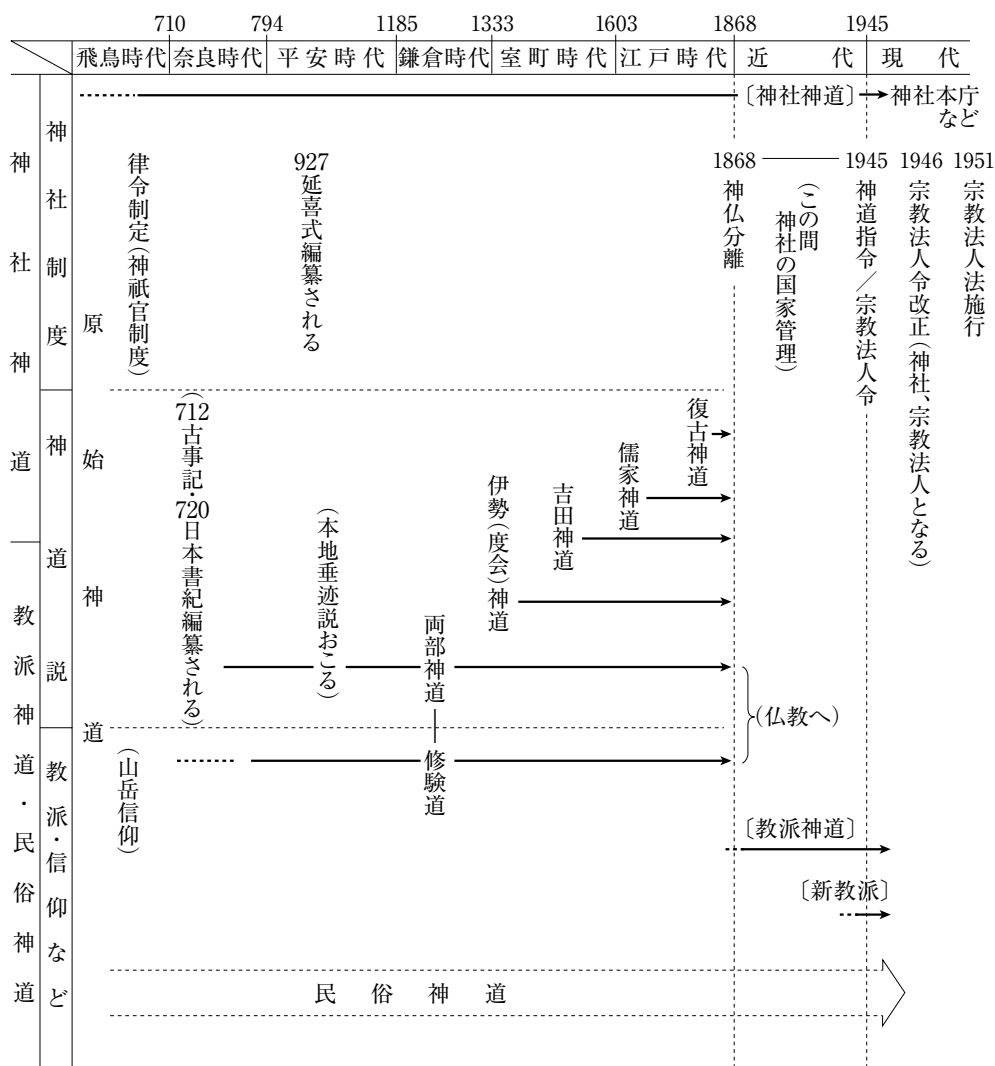 710 794 1185 1333 1603 1868 1945
飛鳥時代 奈良時代 平安時代 鎌倉時代 室町時代 江戸時代 近代 現代
神社神道
教派神道・民俗神道
神社制度
神道説
教派・信仰など
原始神道
〔神社神道〕
神社本庁
など
律令制定(神祇官制度)
927
延喜式編纂される
1868
神仏分離
(この間
神社の国家管理)
1945
神道指令/宗教法人令
1946
宗教法人令改正(神社、宗教法人となる)
1951
宗教法人法施行
(712古事記・720日本書紀編纂される)
(本地垂迹説おこる)
両部神道
伊勢(度会)神道
吉田神道
儒家神道
復古神道
(仏教へ)
(山岳信仰)
修験道
〔教派神道〕
〔新教派〕
民俗神道